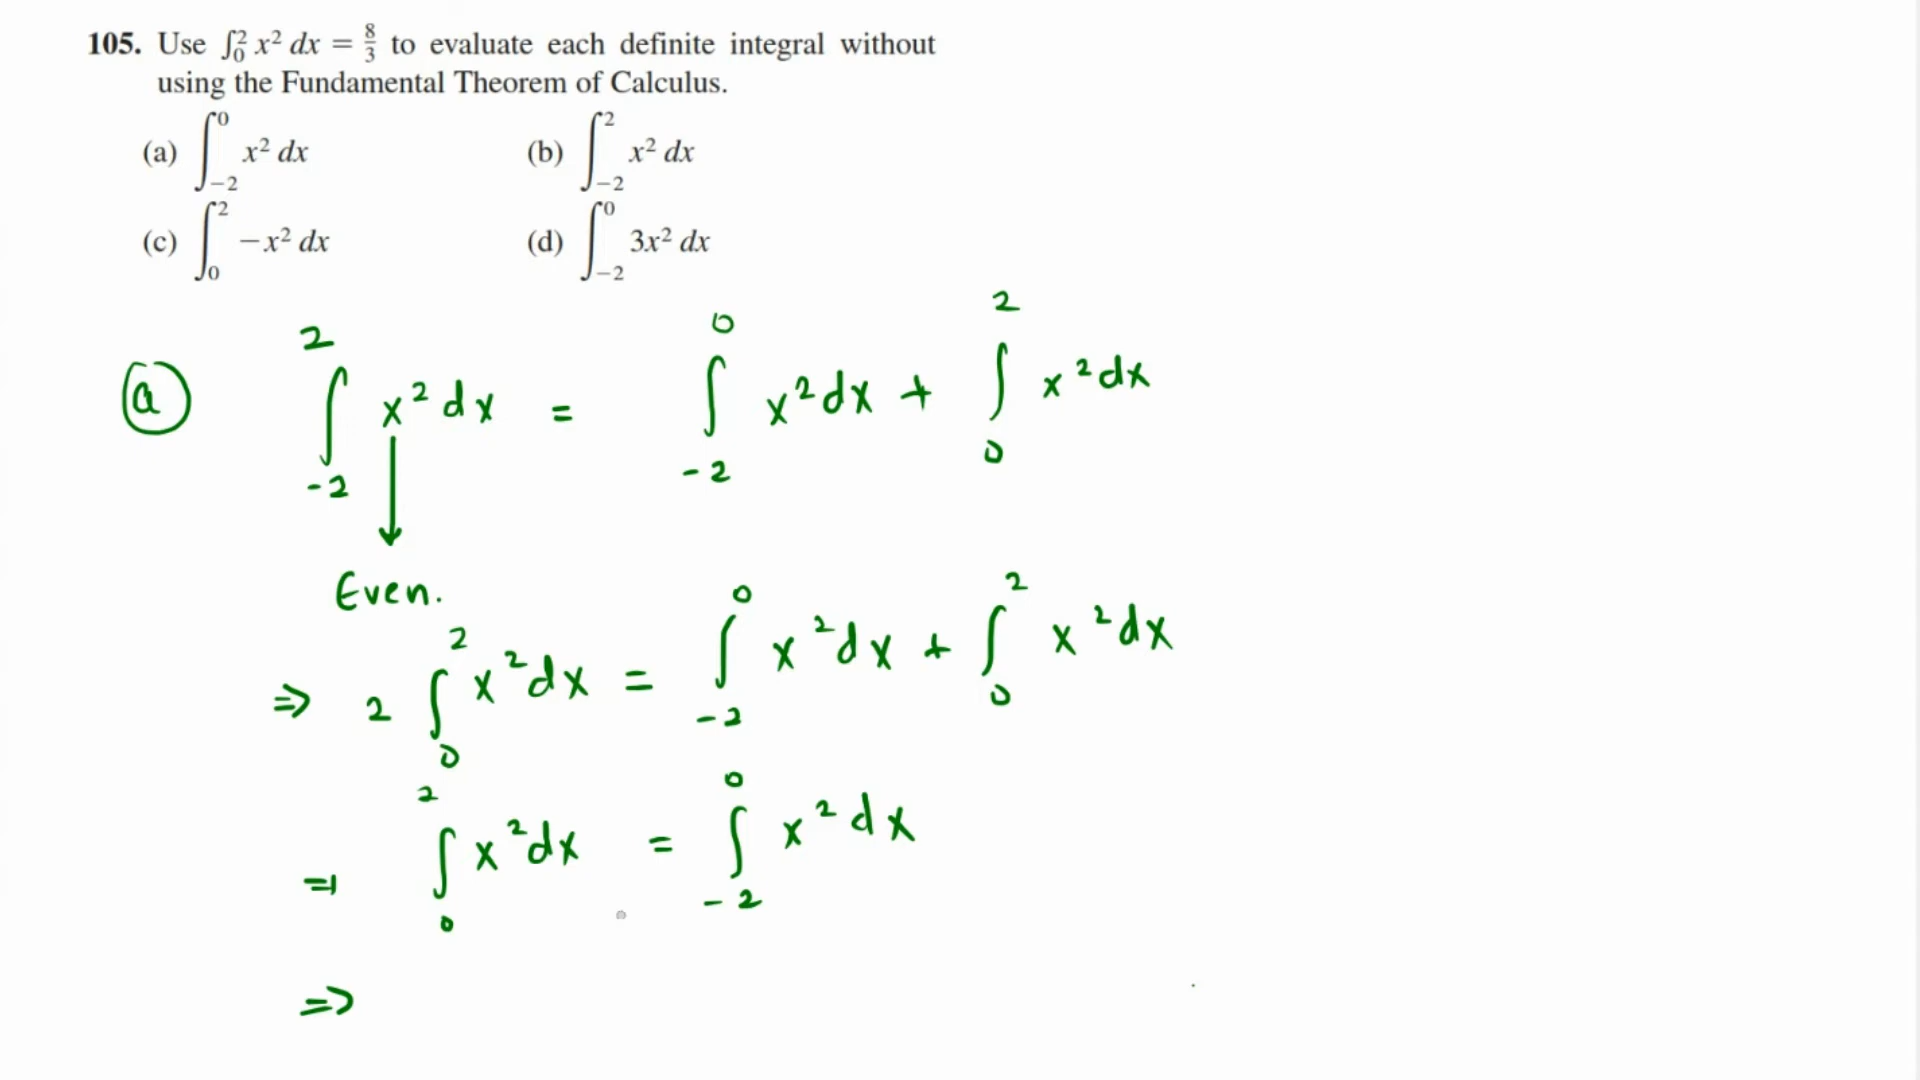 105. Use ∫₀² x² dx = 8/3 to evaluate each definite integral without
using the Fundamental Theorem of Calculus.
(a) ∫₋₂⁰ x² dx (b) ∫₋₂² x² dx
(c) ∫₀² −x² dx (d) ∫₋₂⁰ 3x² dx
(a) ∫₋₂² x² dx = ∫₋₂⁰ x² dx + ∫₀² x² dx
Even.
⇒ 2 ∫₀² x² dx = ∫₋₂⁰ x² dx + ∫₀² x² dx
⇒ ∫₀² x² dx = ∫₋₂⁰ x² dx
⇒